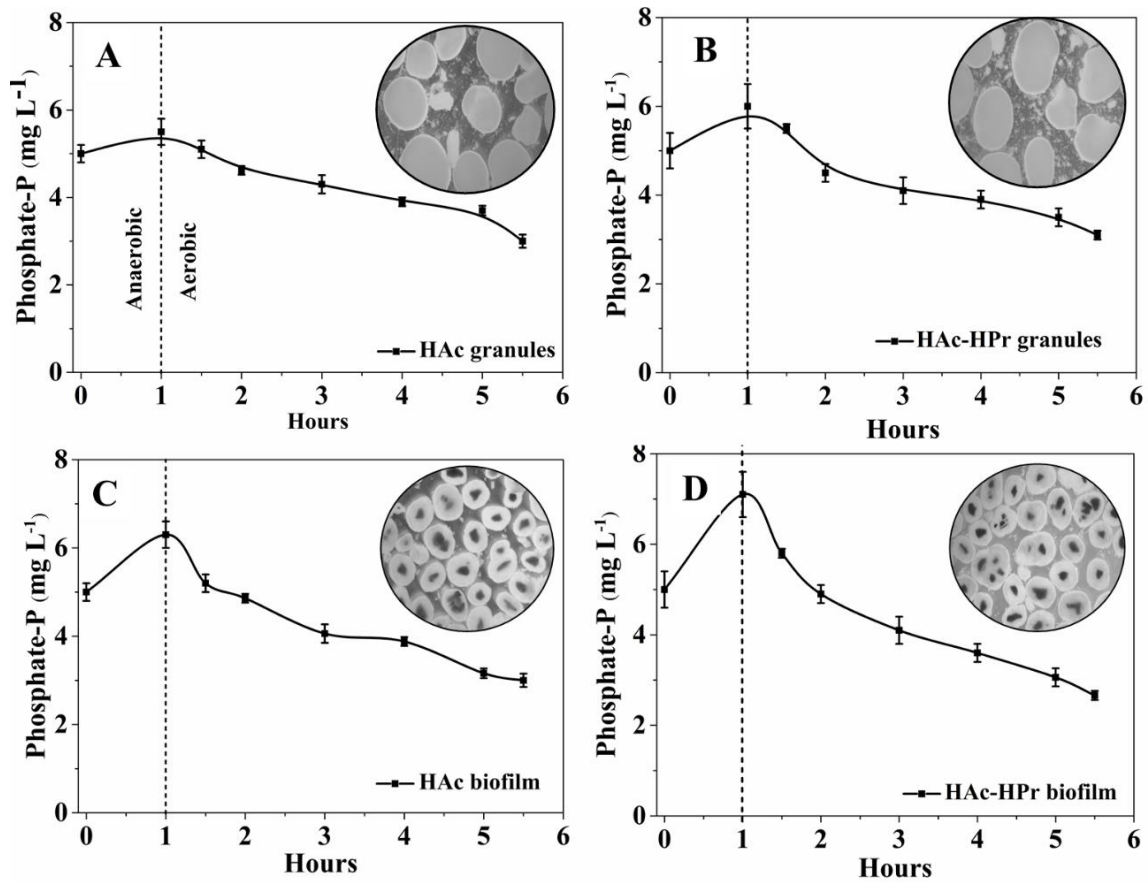 A
Phosphate-P (mg L-1)
8
6
4
2
0
Anaerobic
Aerobic
HAc granules
0 1 2 3 4 5 6
Hours
B
Phosphate-P (mg L-1)
8
6
4
2
0
HAc-HPr granules
0 1 2 3 4 5 6
Hours
C
Phosphate-P (mg L-1)
8
6
4
2
0
HAc biofilm
0 1 2 3 4 5 6
Hours
D
Phosphate-P (mg L-1)
8
6
4
2
0
HAc-HPr biofilm
0 1 2 3 4 5 6
Hours